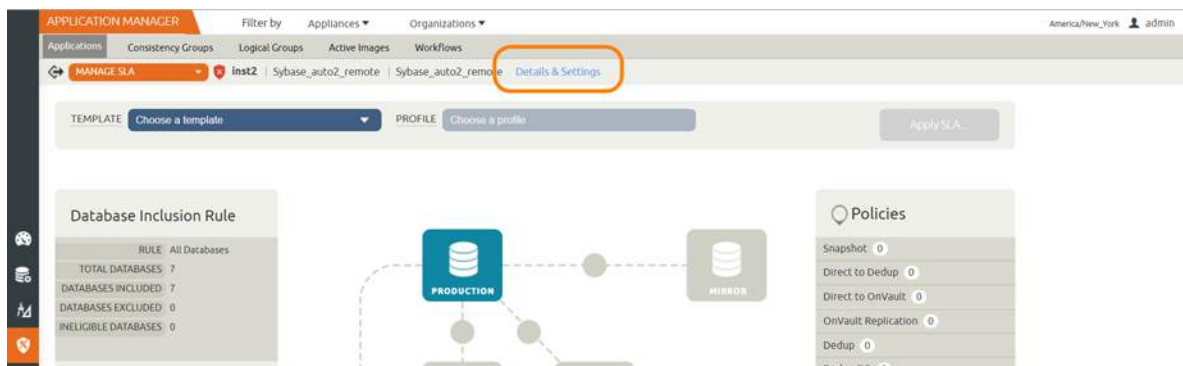 APPLICATION MANAGER Filter by Appliances Organizations America/New_York admin
Applications Consistency Groups Logical Groups Active Images Workflows
MANAGE SLA inst2 | Sybase_auto2_remote | Sybase_auto2_remote Details & Settings
TEMPLATE Choose a template PROFILE Choose a profile Apply SLA...
Database Inclusion Rule
RULE All Databases
TOTAL DATABASES 7
DATABASES INCLUDED 7
DATABASES EXCLUDED 0
INELIGIBLE DATABASES 0
PRODUCTION
MIRROR
Policies
Snapshot 0
Direct to Dedup 0
Direct to OnVault 0
OnVault Replication 0
Dedup 0